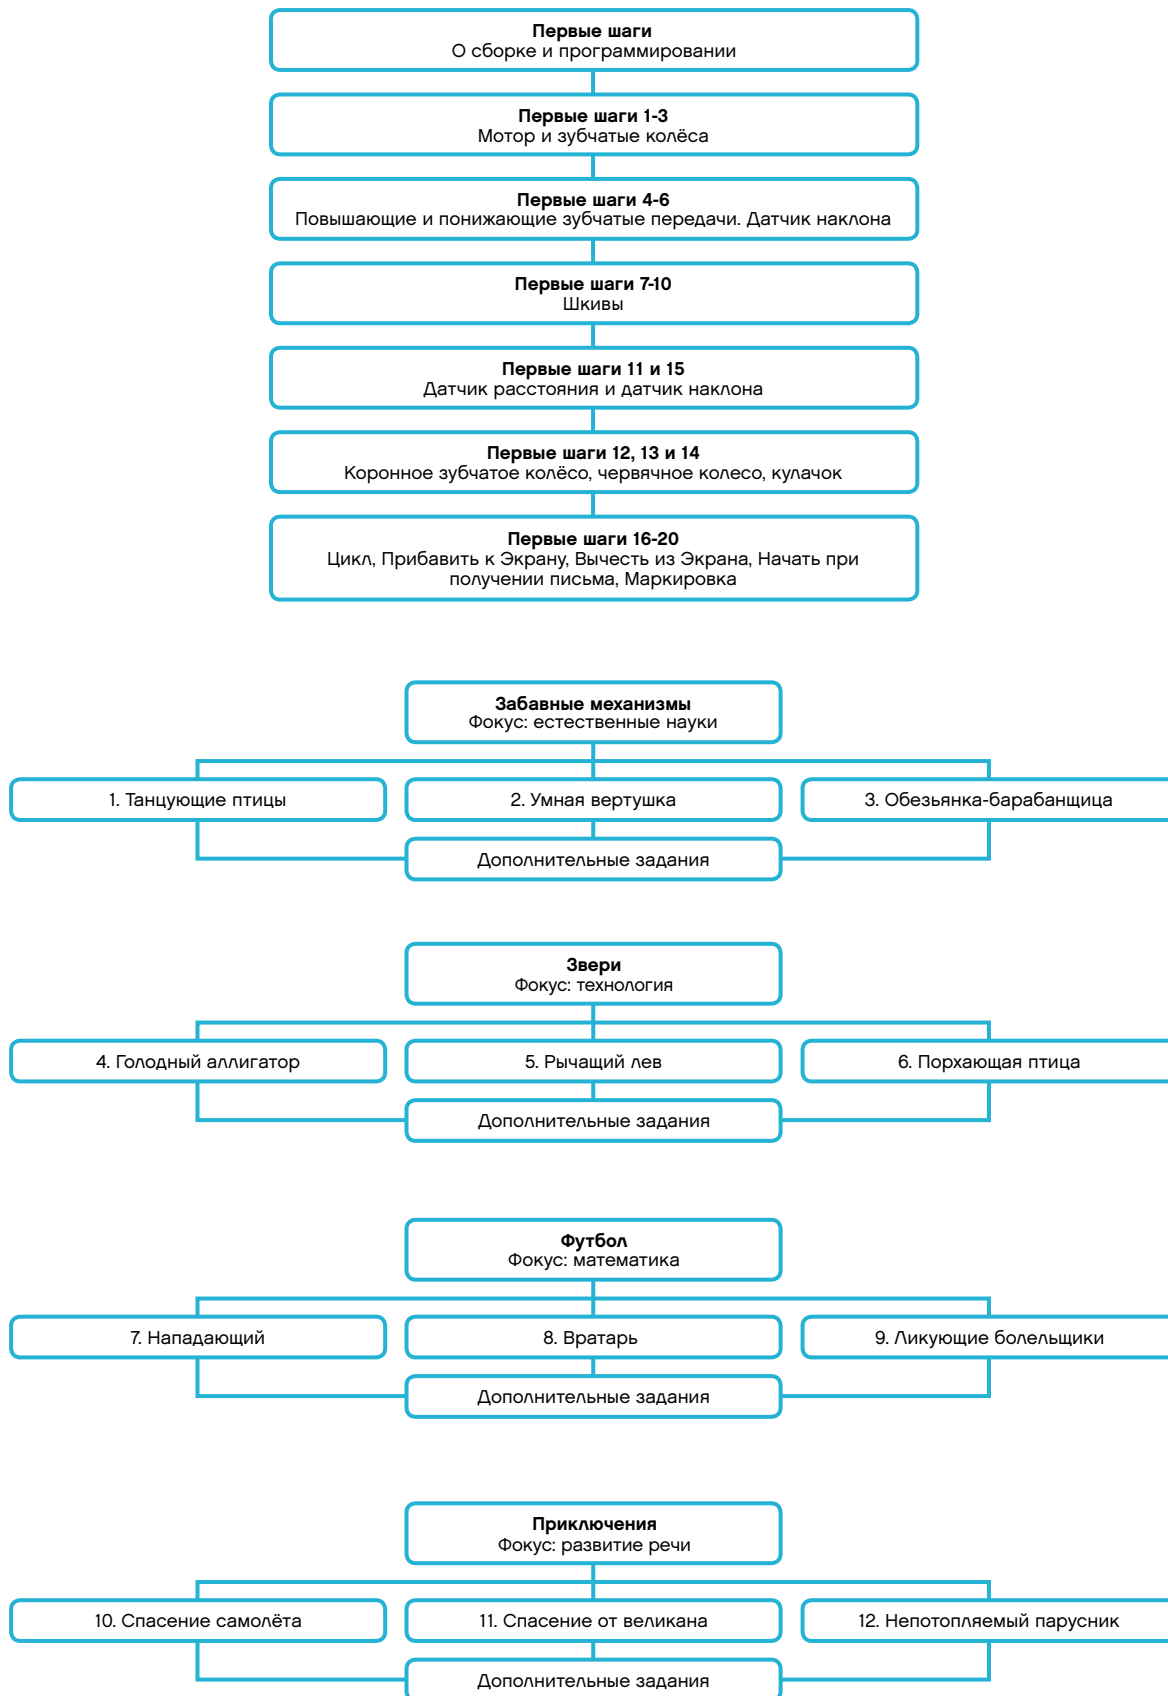 Первые шаги
О сборке и программировании
Первые шаги 1-3
Мотор и зубчатые колёса
Первые шаги 4-6
Повышающие и понижающие зубчатые передачи. Датчик наклона
Первые шаги 7-10
Шкивы
Первые шаги 11 и 15
Датчик расстояния и датчик наклона
Первые шаги 12, 13 и 14
Коронное зубчатое колёсо, червячное колесо, кулачок
Первые шаги 16-20
Цикл, Прибавить к Экрану, Вычесть из Экрана, Начать при
получении письма, Маркировка
Забавные механизмы
Фокус: естественные науки
1. Танцующие птицы
2. Умная вертушка
3. Обезьянка-барабанщица
Дополнительные задания
Звери
Фокус: технология
4. Голодный аллигатор
5. Рычащий лев
6. Порхающая птица
Дополнительные задания
Футбол
Фокус: математика
7. Нападающий
8. Вратарь
9. Ликующие болельщики
Дополнительные задания
Приключения
Фокус: развитие речи
10. Спасение самолёта
11. Спасение от великана
12. Непотопляемый парусник
Дополнительные задания